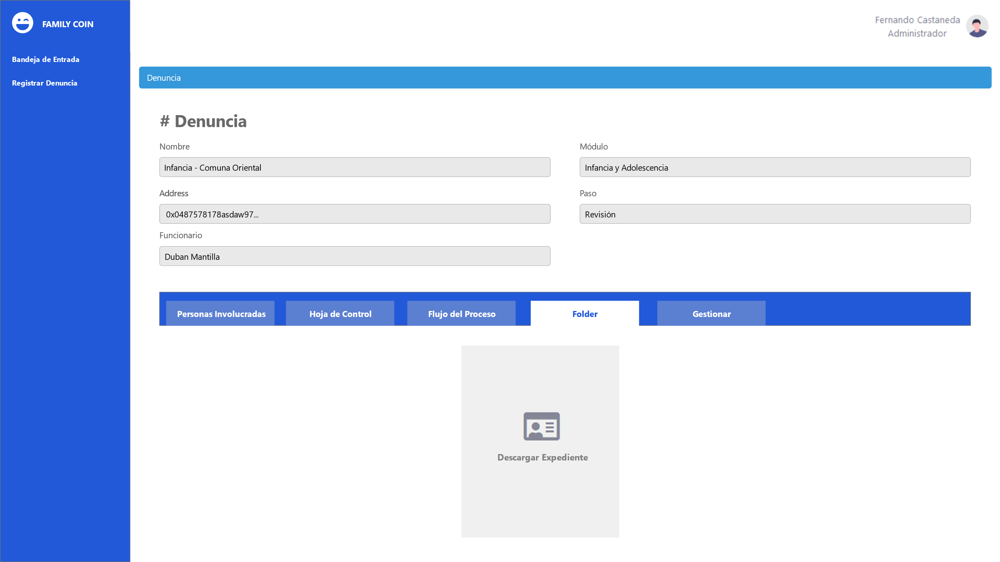 FAMILY COIN
Fernando Castaneda
Administrador
Bandeja de Entrada
Registrar Denuncia
Denuncia
# Denuncia
Nombre
Módulo
Infancia - Comuna Oriental
Infancia y Adolescencia
Address
Paso
0x0487578178asdaw97...
Revisión
Funcionario
Duban Mantilla
Personas Involucradas
Hoja de Control
Flujo del Proceso
Folder
Gestionar
Descargar Expediente